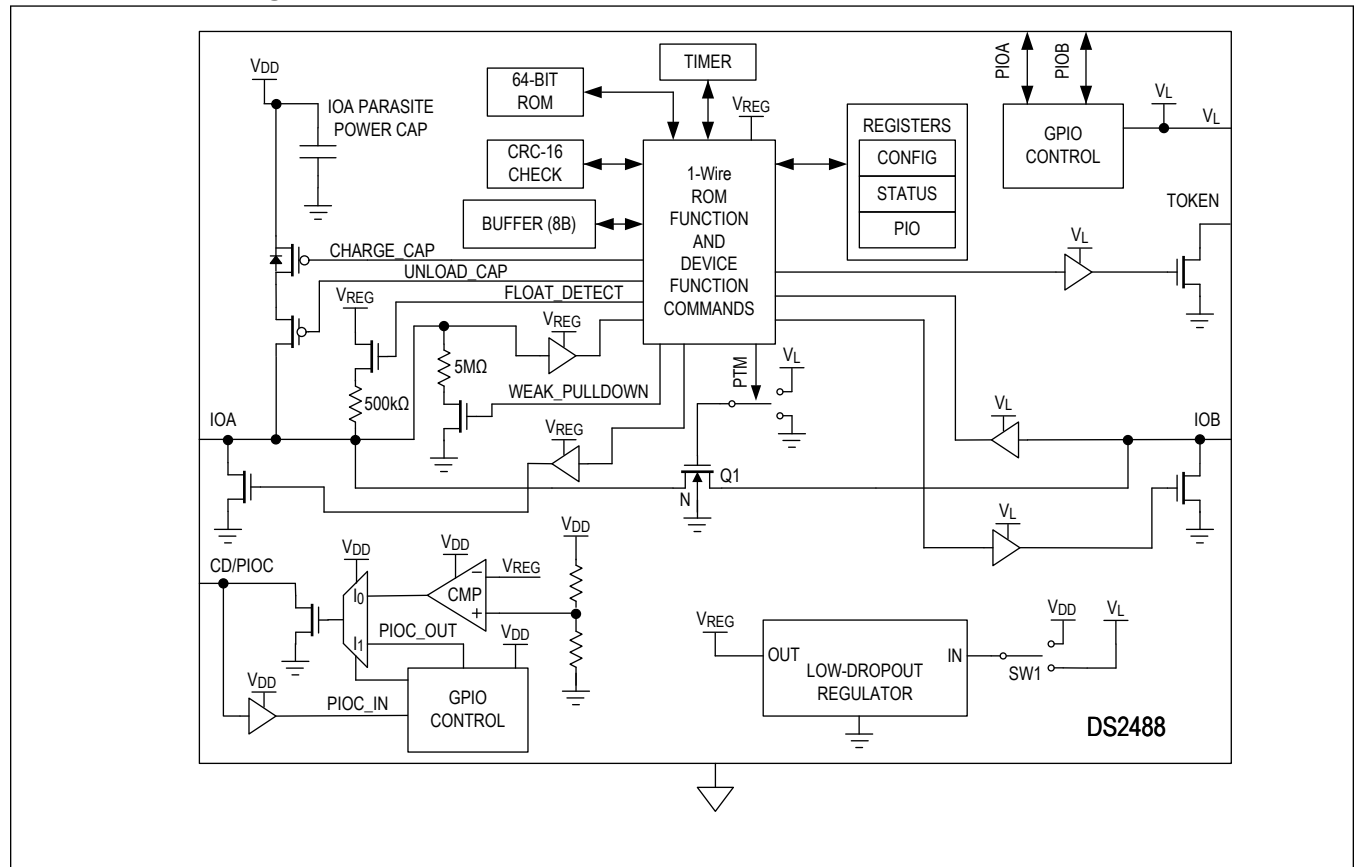 TIMER
PIOA
PIOB
VDD
64-BIT
ROM
VREG
VL
VL
IOA PARASITE
POWER CAP
REGISTERS
CONFIG
STATUS
PIO
GPIO
CONTROL
CRC-16
CHECK
1-Wire
ROM
FUNCTION
AND
DEVICE
FUNCTION
COMMANDS
TOKEN
BUFFER (8B)
CHARGE_CAP
VL
UNLOAD_CAP
VREG
FLOAT_DETECT
VREG
5MΩ
PTM
VL
WEAK_PULLDOWN
500kΩ
IOA
VREG
VL
IOB
Q1
N
VDD
VL
CD/PIOC
VDD
VDD
I0
CMP
−
+
VREG
I1
PIOC_OUT
VDD
VREG
VDD
VL
OUT
IN
LOW-DROPOUT
REGULATOR
SW1
VDD
PIOC_IN
GPIO
CONTROL
DS2488